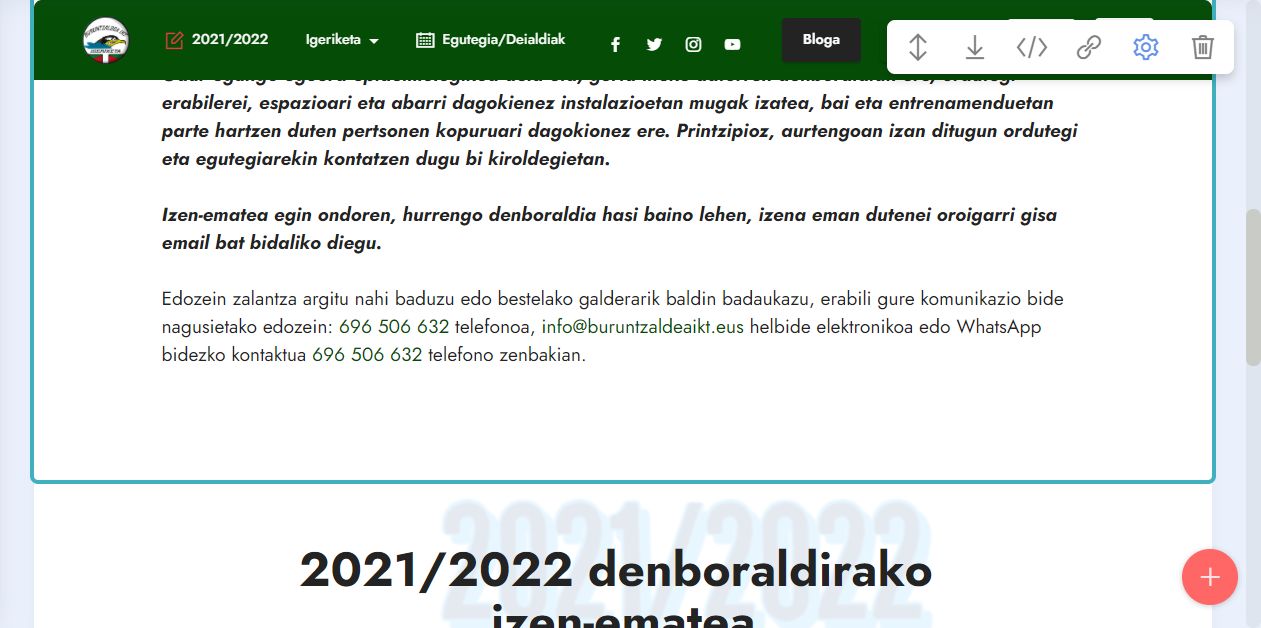 2021/2022 Igeriketa Egutegia/Deialdiak Bloga
erabilerei, espazioari eta abarri dagokienez instalazioetan mugak izatea, bai eta entrenamenduetan
parte hartzen duten pertsonen kopuruari dagokionez ere. Printzipioz, aurtengoan izan ditugun ordutegi
eta egutegiarekin kontatzen dugu bi kiroldegietan.
Izen-ematea egin ondoren, hurrengo denboraldia hasi baino lehen, izena eman dutenei oroigarri gisa
email bat bidaliko diegu.
Edozein zalantza argitu nahi baduzu edo bestelako galderarik baldin badaukazu, erabili gure komunikazio bide
nagusietako edozein: 696 506 632 telefonoa, info@buruntzaldeaikt.eus helbide elektronikoa edo WhatsApp
bidezko kontaktua 696 506 632 telefono zenbakian.
2021/2022
2021/2022 denboraldirako
izen-ematea